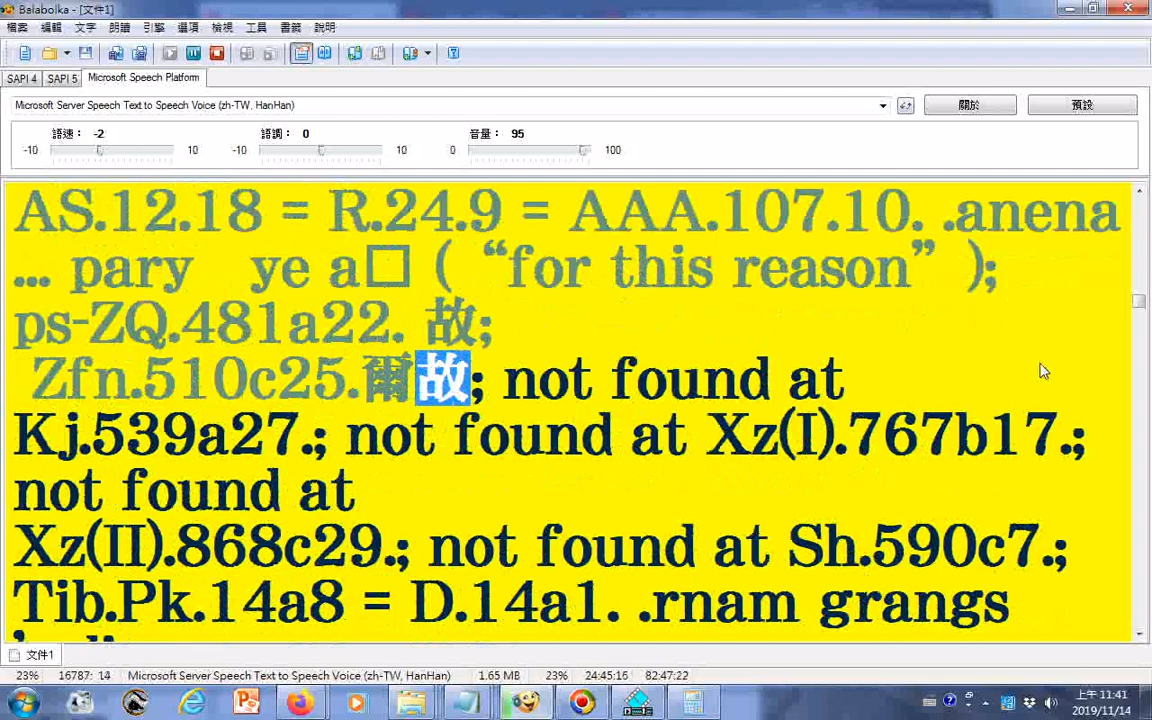 Balabolka - [文件1]
檔案 編輯 文字 朗讀 引擎 選項 檢視 工具 書籤 說明
SAPI 4 SAPI 5 Microsoft Speech Platform
Microsoft Server Speech Text to Speech Voice (zh-TW, HanHan) 關於 預設
語速： -2 語調： 0 音量： 95
-10 10 -10 10 0 100
AS.12.18 = R.24.9 = AAA.107.10. .anena
... pary ye a□ (“for this reason”);
ps-ZQ.481a22. 故;
Zfn.510c25.爾故; not found at
Kj.539a27.; not found at Xz(I).767b17.;
not found at
Xz(II).868c29.; not found at Sh.590c7.;
Tib.Pk.14a8 = D.14a1. .rnam grangs
文件1
23% 16787: 14 Microsoft Server Speech Text to Speech Voice (zh-TW, HanHan) 1.65 MB 23% 24:45:16 82:47:22
上午 11:41
2019/11/14